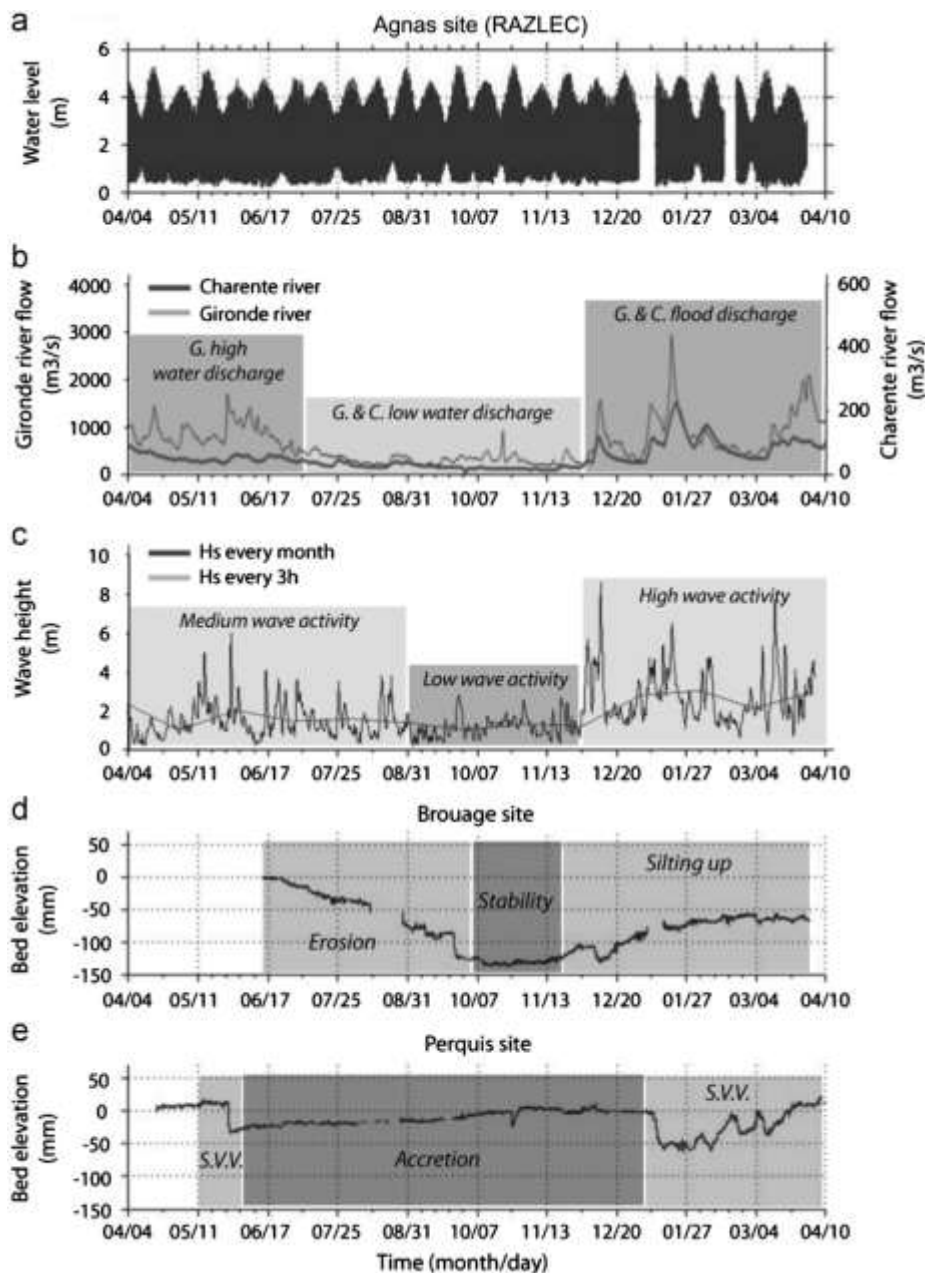 a
Agnas site (RAZLEC)
Water level
(m)
6
4
2
0
04/04 05/11 06/17 07/25 08/31 10/07 11/13 12/20 01/27 03/04 04/10
b
Gironde river flow
(m3/s)
4000
3000
2000
1000
0
Charente river
Gironde river
G. high
water discharge
G. & C. low water discharge
G. & C. flood discharge
600
400
200
0
Charente river flow
(m3/s)
04/04 05/11 06/17 07/25 08/31 10/07 11/13 12/20 01/27 03/04 04/10
c
Wave height
(m)
10
8
6
4
2
0
Hs every month
Hs every 3h
Medium wave activity
Low wave activity
High wave activity
04/04 05/11 06/17 07/25 08/31 10/07 11/13 12/20 01/27 03/04 04/10
d
Brouage site
Bed elevation
(mm)
50
0
-50
-100
-150
Erosion
Stability
Silting up
04/04 05/11 06/17 07/25 08/31 10/07 11/13 12/20 01/27 03/04 04/10
e
Perquis site
Bed elevation
(mm)
50
0
-50
-100
-150
S.V.V.
Accretion
S.V.V.
04/04 05/11 06/17 07/25 08/31 10/07 11/13 12/20 01/27 03/04 04/10
Time (month/day)